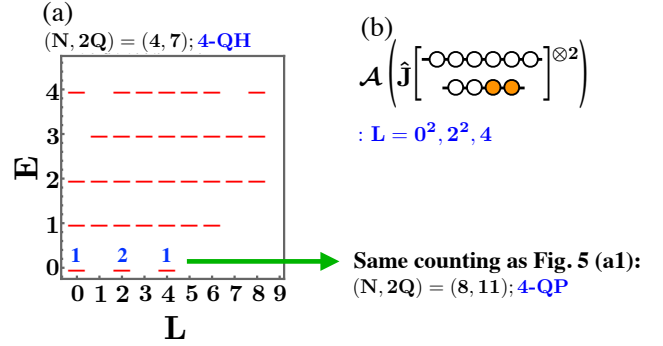 (a)
(N, 2Q) = (4, 7); 4-QH
E
4
3
2
1
0
1 2 1
0 1 2 3 4 5 6 7 8 9
L
(b)
𝒜 ( Ĵ [ ] ⊗2 )
: L = 0², 2², 4
Same counting as Fig. 5 (a1):
(N, 2Q) = (8, 11); 4-QP